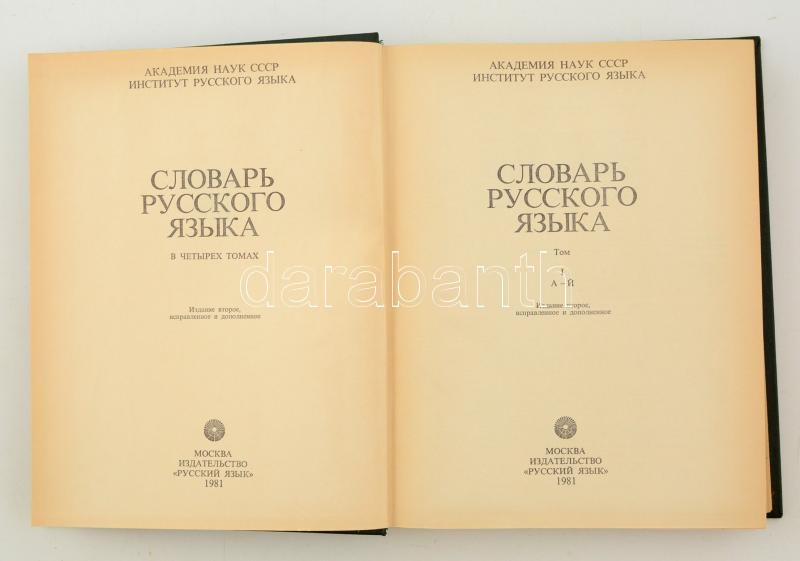 АКАДЕМИЯ НАУК СССР
ИНСТИТУТ РУССКОГО ЯЗЫКА
СЛОВАРЬ
РУССКОГО
ЯЗЫКА
В ЧЕТЫРЕХ ТОМАХ
Издание второе,
исправленное и дополненное
МОСКВА
ИЗДАТЕЛЬСТВО
«РУССКИЙ ЯЗЫК»
1981
АКАДЕМИЯ НАУК СССР
ИНСТИТУТ РУССКОГО ЯЗЫКА
СЛОВАРЬ
РУССКОГО
ЯЗЫКА
Том
I
А – Й
Издание второе,
исправленное и дополненное
МОСКВА
ИЗДАТЕЛЬСТВО
«РУССКИЙ ЯЗЫК»
1981
darabanth